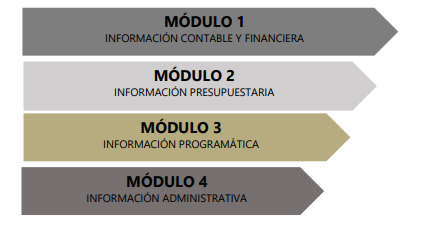 MÓDULO 1
INFORMACIÓN CONTABLE Y FINANCIERA
MÓDULO 2
INFORMACIÓN PRESUPUESTARIA
MÓDULO 3
INFORMACIÓN PROGRAMÁTICA
MÓDULO 4
INFORMACIÓN ADMINISTRATIVA